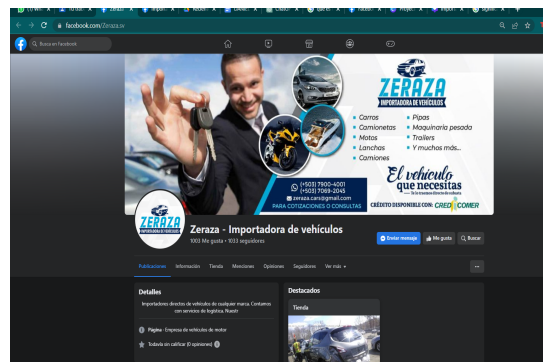 facebook.com/Zeraza.sv
Busca en Facebook
ZERAZA
IMPORTADORA DE VEHÍCULOS
Carros
Camionetas
Motos
Lanchas
Camiones
Pipas
Maquinaria pesada
Trailers
Y muchos más...
El vehículo
que necesitas
(+503) 7900-4001
(+503) 7069-2045
zeraza.cars@gmail.com
PARA COTIZACIONES O CONSULTAS
CRÉDITO DISPONIBLE CON: CREDICOMER
ZERAZA
IMPORTADORA DE VEHÍCULOS
Zeraza - Importadora de vehículos
1003 Me gusta • 1033 seguidores
Enviar mensaje
Me gusta
Buscar
Publicaciones Información Tienda Menciones Opiniones Seguidores Ver más
Detalles
Importadores directos de vehículos de cualquier marca. Contamos
con servicios de logística. Nuestr
Página · Empresa de vehículos de motor
Todavía sin calificar (0 opiniones)
Destacados
Tienda